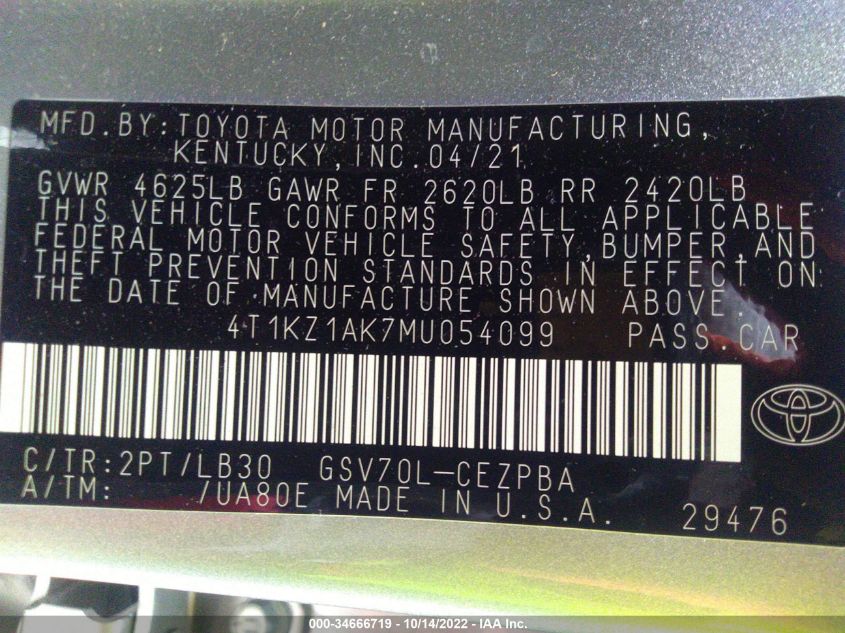 MFD.BY:TOYOTA MOTOR MANUFACTURING,
KENTUCKY,INC.04/21
GVWR 4625LB GAWR FR 2620LB RR 2420LB
THIS VEHICLE CONFORMS TO ALL APPLICABLE
FEDERAL MOTOR VEHICLE SAFETY,BUMPER,AND
THEFT PREVENTION STANDARDS IN EFFECT ON
THE DATE OF MANUFACTURE SHOWN ABOVE.
4T1KZ1AK7MU054099 PASS.CAR
C/TR:2PT/LB30 GSV70L-CEZPBA
A/TM: /UA80E MADE IN U.S.A. 29476
000-34666719 - 10/14/2022 - IAA Inc.